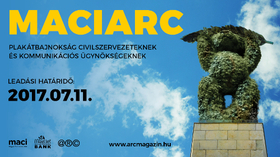 MACIARC
PLAKÁTBAJNOKSÁG CIVILSZERVEZETEKNEK
ÉS KOMMUNIKÁCIÓS ÜGYNÖKSÉGEKNEK
LEADÁSI HATÁRIDŐ:
2017.07.11.
maci
BANK
www.arcmagazin.hu